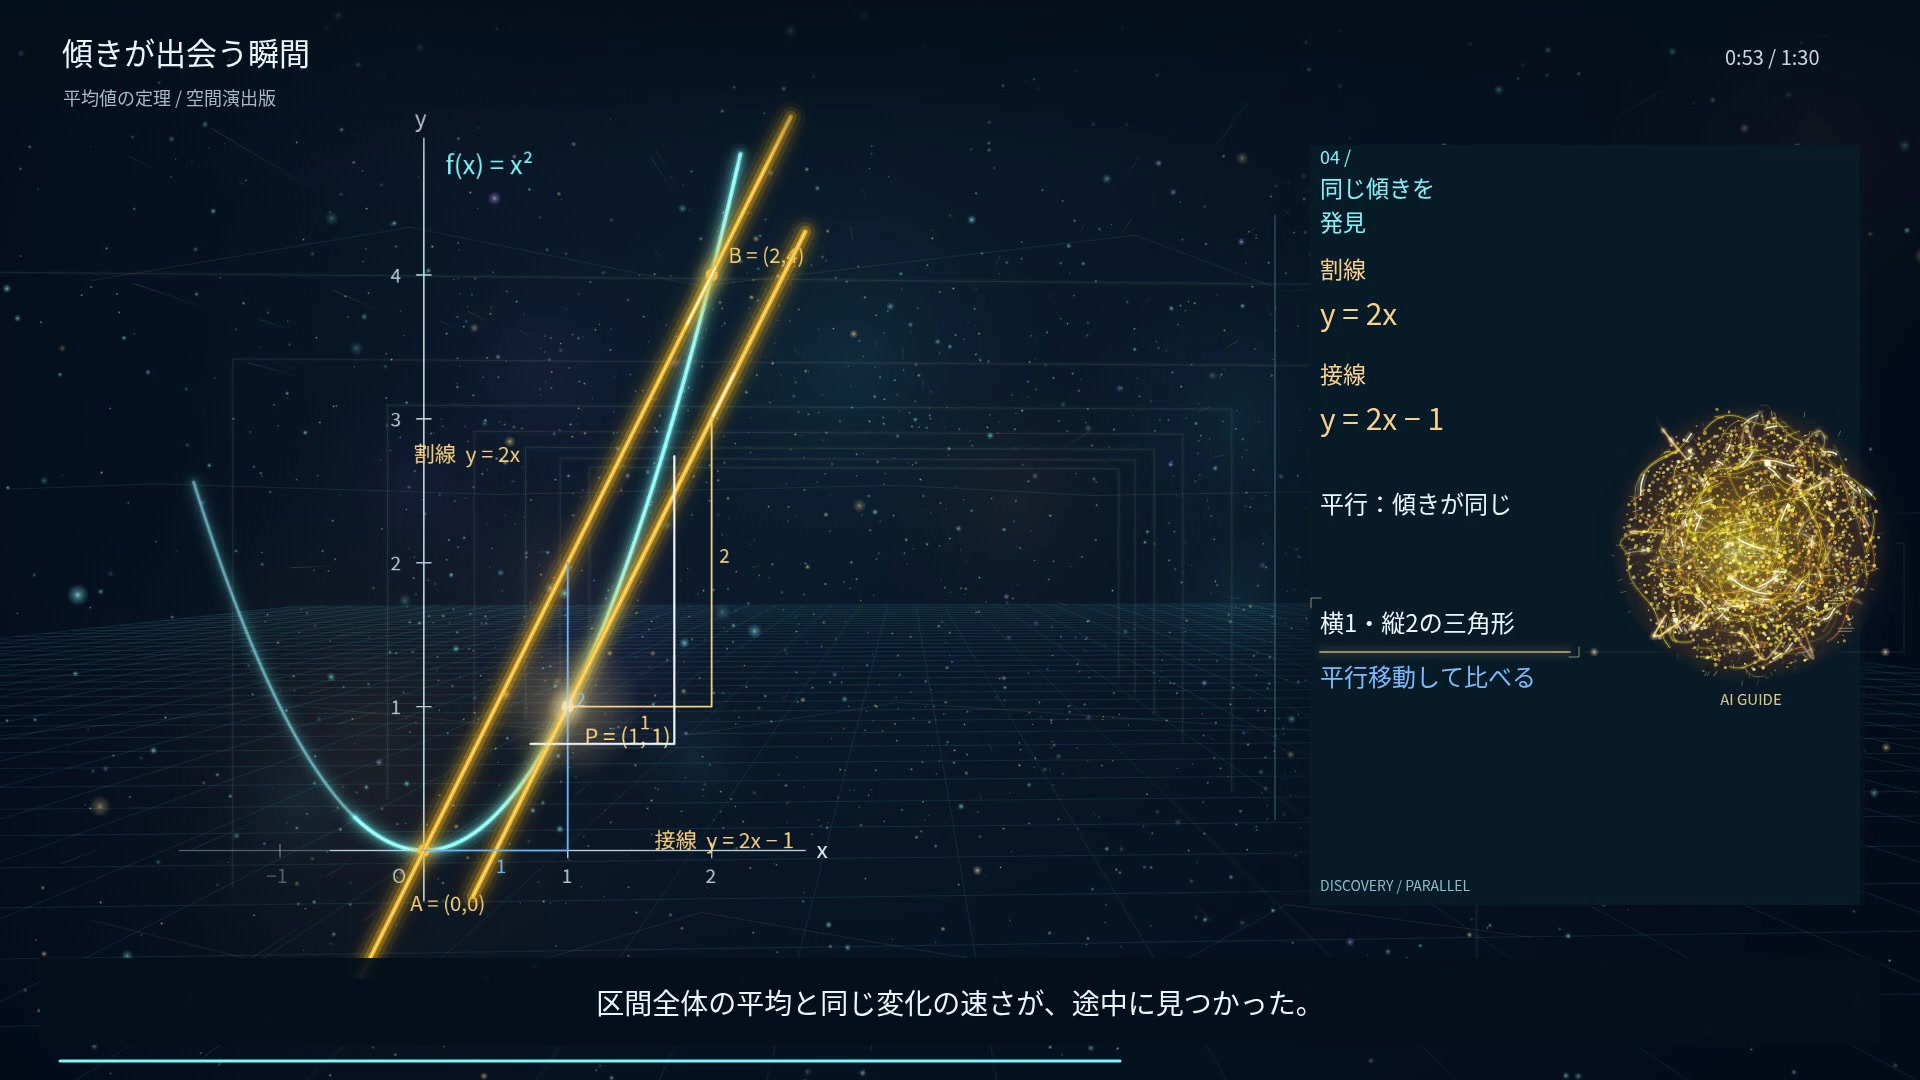 傾きが出会う瞬間
平均値の定理 / 空間演出版
0:53 / 1:30
y
f(x) = x²
B = (2,4)
4
3
割線 y = 2x
2
2
1
2
1
P = (1, 1)
接線 y = 2x − 1
x
−1
O
1
1
2
A = (0,0)
04 /
同じ傾きを
発見
割線
y = 2x
接線
y = 2x − 1
平行：傾きが同じ
横1・縦2の三角形
平行移動して比べる
AI GUIDE
DISCOVERY / PARALLEL
区間全体の平均と同じ変化の速さが、途中に見つかった。